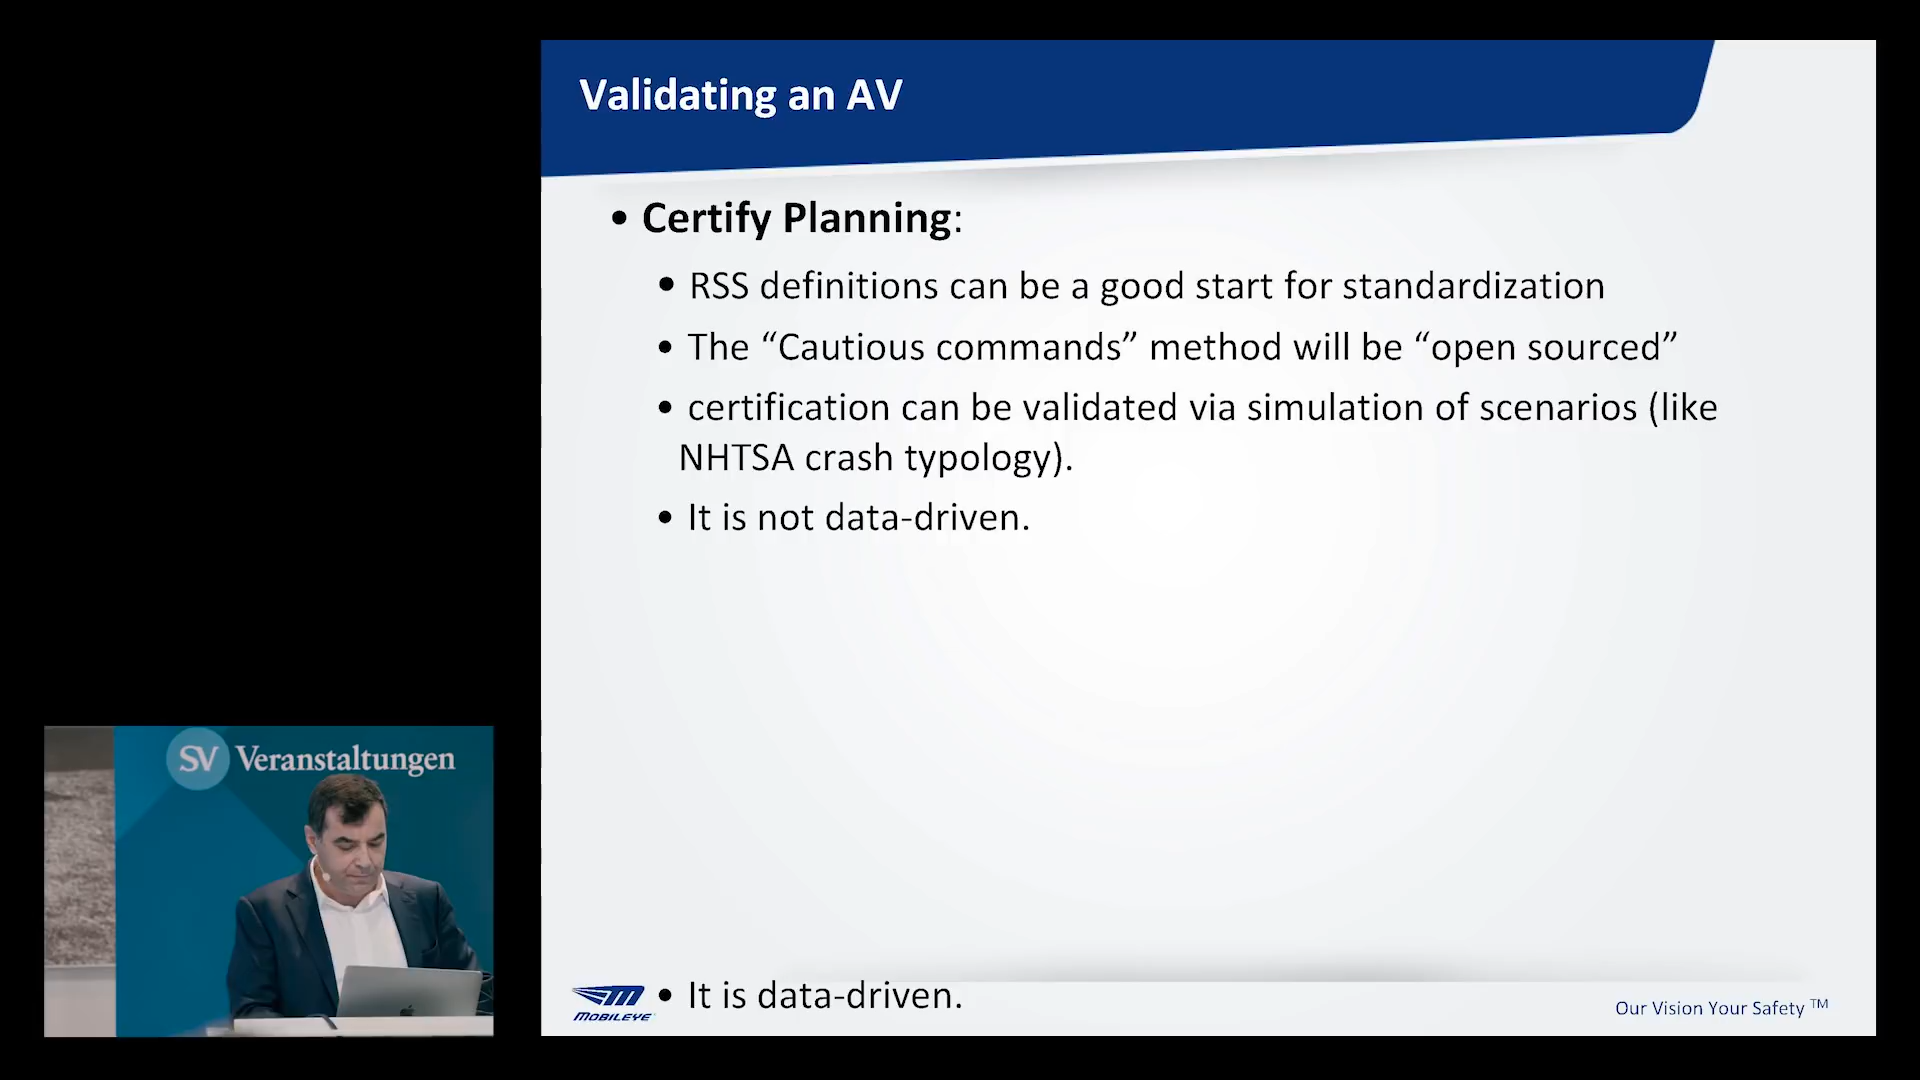 Validating an AV
• Certify Planning:
• RSS definitions can be a good start for standardization
• The “Cautious commands” method will be “open sourced”
• certification can be validated via simulation of scenarios (like
NHTSA crash typology).
• It is not data-driven.
• It is data-driven.
MOBILEYE
Our Vision Your Safety TM
SV Veranstaltungen